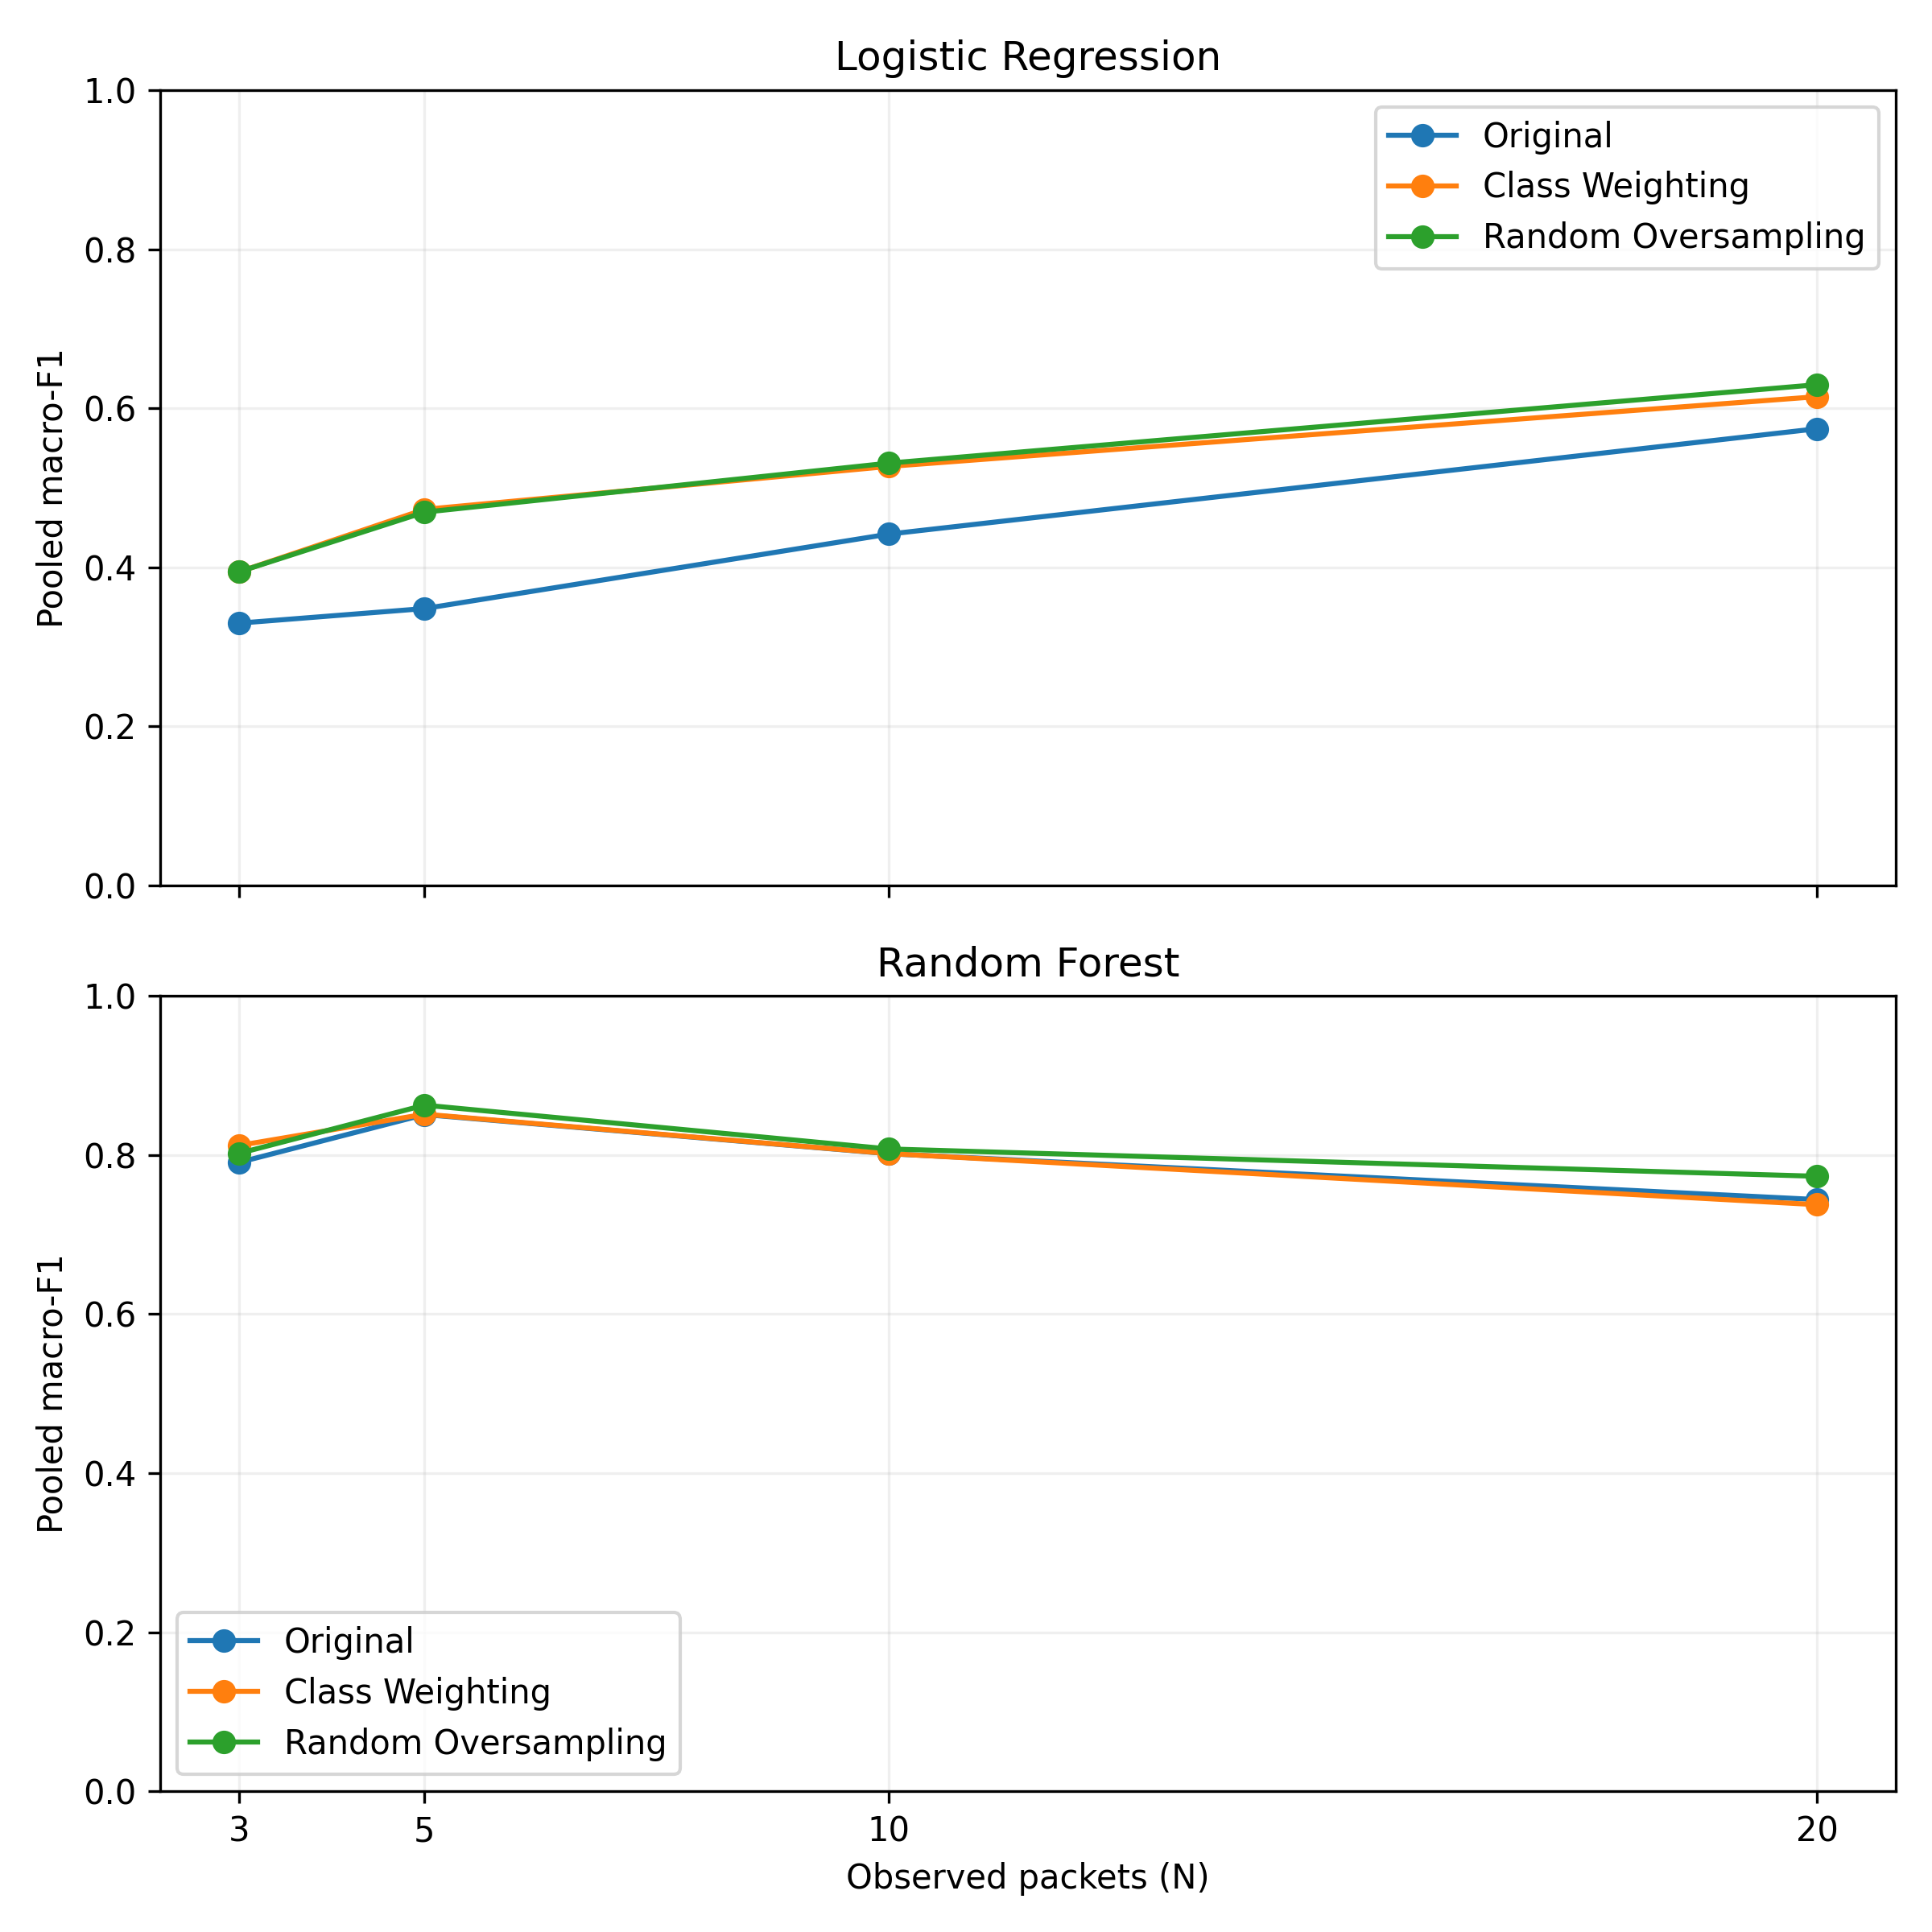 Logistic Regression
Pooled macro-F1
1.0
0.8
0.6
0.4
0.2
0.0
Original
Class Weighting
Random Oversampling
Random Forest
Pooled macro-F1
1.0
0.8
0.6
0.4
0.2
0.0
Original
Class Weighting
Random Oversampling
3 5 10 20
Observed packets (N)